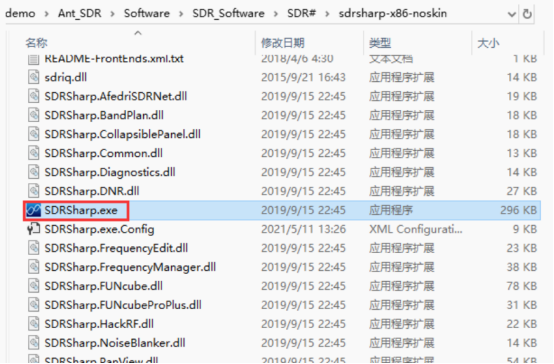 demo > Ant_SDR > Software > SDR_Software > SDR# > sdrsharp-x86-noskin
名称 修改日期 类型 大小
README-FrontEnds.xml.txt 2018/4/6 4:30 文本文档 1 KB
sdriq.dll 2015/9/21 16:43 应用程序扩展 14 KB
SDRSharp.AfedriSDRNet.dll 2019/9/15 22:45 应用程序扩展 19 KB
SDRSharp.BandPlan.dll 2019/9/15 22:45 应用程序扩展 18 KB
SDRSharp.CollapsiblePanel.dll 2019/9/15 22:45 应用程序扩展 18 KB
SDRSharp.Common.dll 2019/9/15 22:45 应用程序扩展 13 KB
SDRSharp.Diagnostics.dll 2019/9/15 22:45 应用程序扩展 14 KB
SDRSharp.DNR.dll 2019/9/15 22:45 应用程序扩展 27 KB
SDRSharp.exe 2019/9/15 22:45 应用程序 296 KB
SDRSharp.exe.Config 2021/5/11 13:26 XML Configurati... 9 KB
SDRSharp.FrequencyEdit.dll 2019/9/15 22:45 应用程序扩展 23 KB
SDRSharp.FrequencyManager.dll 2019/9/15 22:45 应用程序扩展 38 KB
SDRSharp.FUNcube.dll 2019/9/15 22:45 应用程序扩展 78 KB
SDRSharp.FUNcubeProPlus.dll 2019/9/15 22:45 应用程序扩展 31 KB
SDRSharp.HackRF.dll 2019/9/15 22:45 应用程序扩展 22 KB
SDRSharp.NoiseBlanker.dll 2019/9/15 22:45 应用程序扩展 14 KB
SDRSharp.PanView.dll 2019/9/15 22:45 应用程序扩展 54 KB